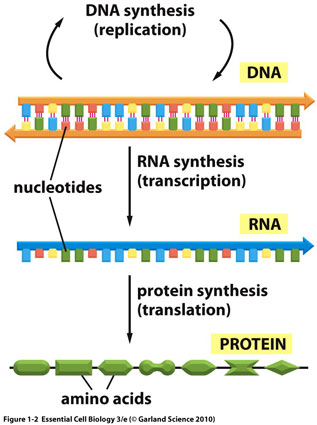 DNA synthesis
(replication)
DNA
RNA synthesis
(transcription)
nucleotides
RNA
protein synthesis
(translation)
PROTEIN
amino acids
Figure 1-2 Essential Cell Biology 3/e (© Garland Science 2010)